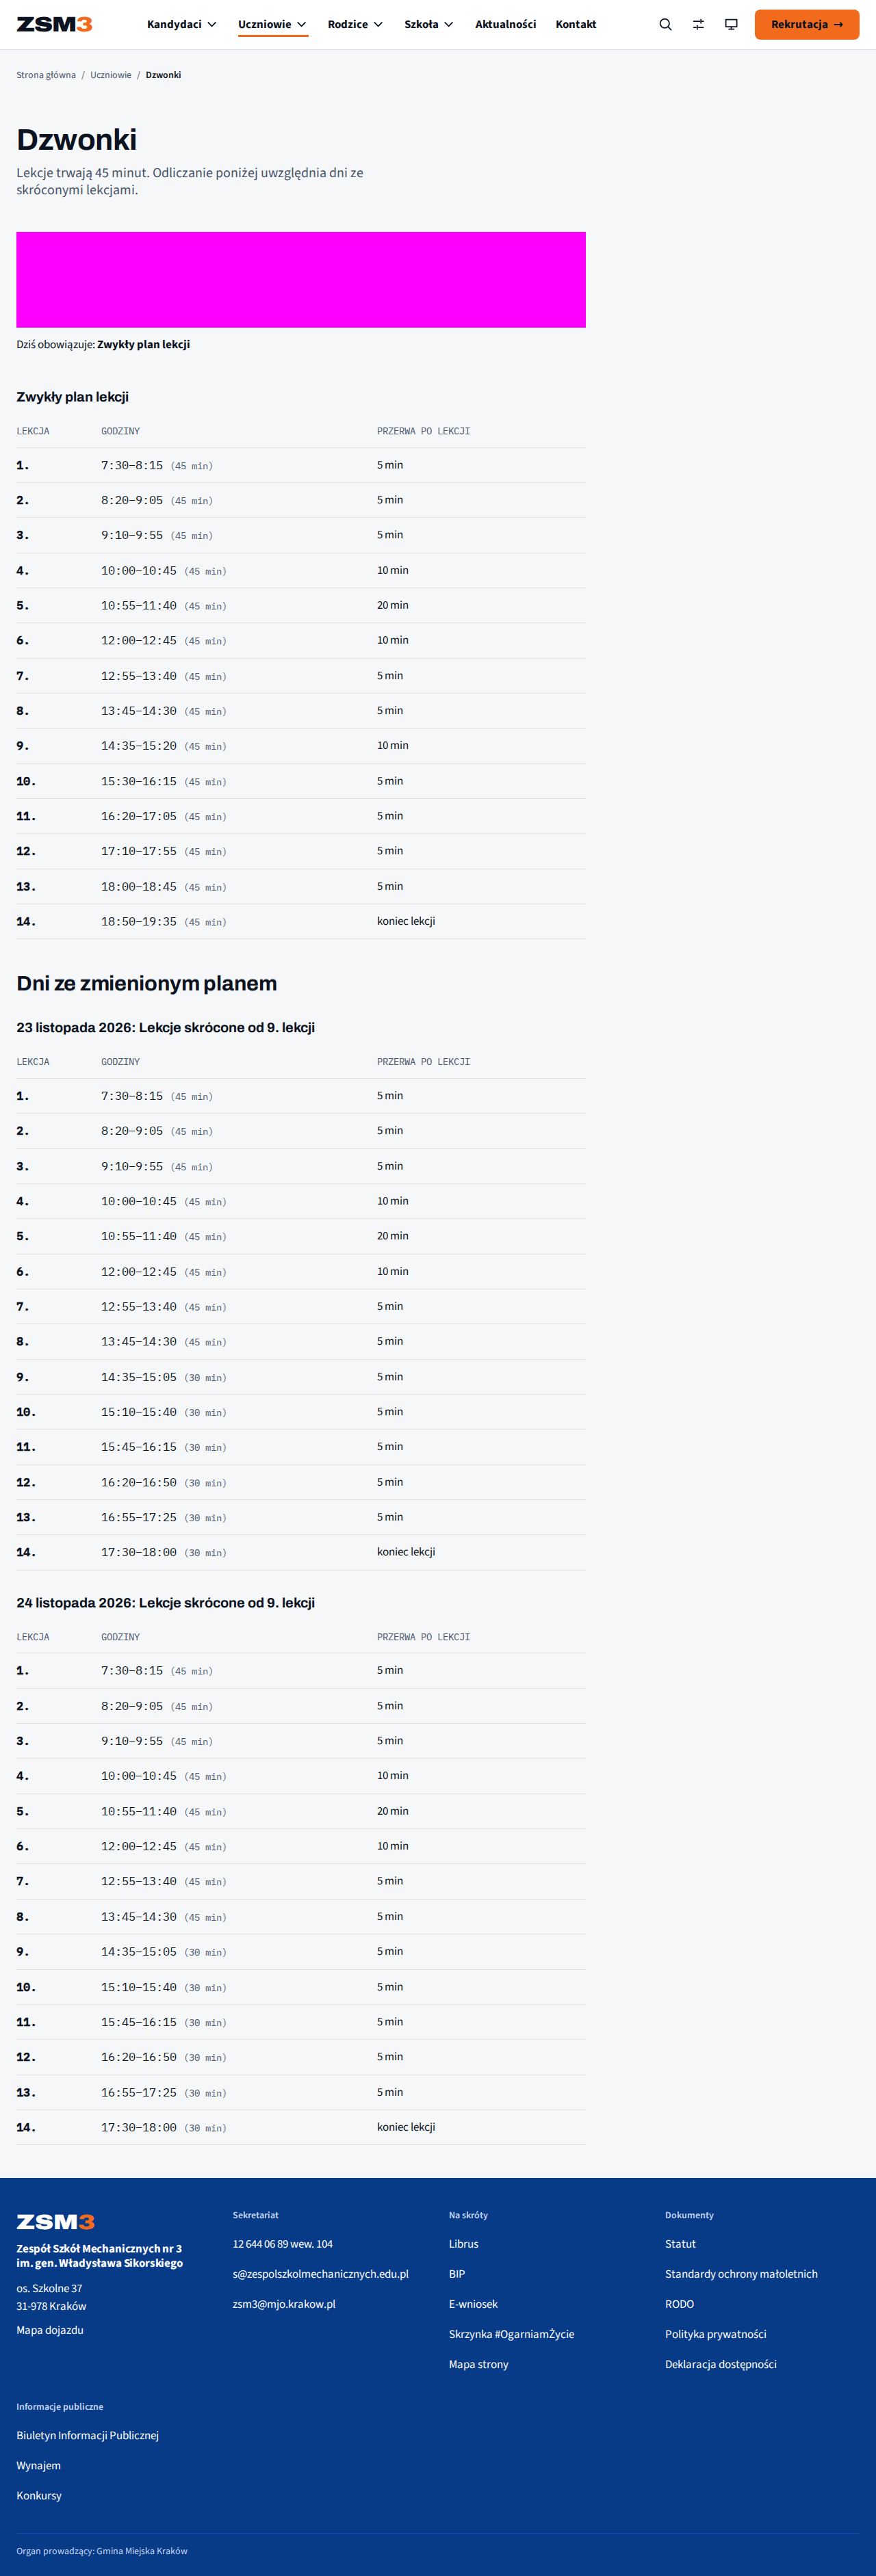 ZSM3 Kandydaci Uczniowie Rodzice Szkoła Aktualności Kontakt Rekrutacja →
Strona główna / Uczniowie / Dzwonki
Dzwonki
Lekcje trwają 45 minut. Odliczanie poniżej uwzględnia dni ze
skróconymi lekcjami.
Dziś obowiązuje: Zwykły plan lekcji
Zwykły plan lekcji
LEKCJA GODZINY PRZERWA PO LEKCJI
1. 7:30–8:15 (45 min) 5 min
2. 8:20–9:05 (45 min) 5 min
3. 9:10–9:55 (45 min) 5 min
4. 10:00–10:45 (45 min) 10 min
5. 10:55–11:40 (45 min) 20 min
6. 12:00–12:45 (45 min) 10 min
7. 12:55–13:40 (45 min) 5 min
8. 13:45–14:30 (45 min) 5 min
9. 14:35–15:20 (45 min) 10 min
10. 15:30–16:15 (45 min) 5 min
11. 16:20–17:05 (45 min) 5 min
12. 17:10–17:55 (45 min) 5 min
13. 18:00–18:45 (45 min) 5 min
14. 18:50–19:35 (45 min) koniec lekcji
Dni ze zmienionym planem
23 listopada 2026: Lekcje skrócone od 9. lekcji
LEKCJA GODZINY PRZERWA PO LEKCJI
1. 7:30–8:15 (45 min) 5 min
2. 8:20–9:05 (45 min) 5 min
3. 9:10–9:55 (45 min) 5 min
4. 10:00–10:45 (45 min) 10 min
5. 10:55–11:40 (45 min) 20 min
6. 12:00–12:45 (45 min) 10 min
7. 12:55–13:40 (45 min) 5 min
8. 13:45–14:30 (45 min) 5 min
9. 14:35–15:05 (30 min) 5 min
10. 15:10–15:40 (30 min) 5 min
11. 15:45–16:15 (30 min) 5 min
12. 16:20–16:50 (30 min) 5 min
13. 16:55–17:25 (30 min) 5 min
14. 17:30–18:00 (30 min) koniec lekcji
24 listopada 2026: Lekcje skrócone od 9. lekcji
LEKCJA GODZINY PRZERWA PO LEKCJI
1. 7:30–8:15 (45 min) 5 min
2. 8:20–9:05 (45 min) 5 min
3. 9:10–9:55 (45 min) 5 min
4. 10:00–10:45 (45 min) 10 min
5. 10:55–11:40 (45 min) 20 min
6. 12:00–12:45 (45 min) 10 min
7. 12:55–13:40 (45 min) 5 min
8. 13:45–14:30 (45 min) 5 min
9. 14:35–15:05 (30 min) 5 min
10. 15:10–15:40 (30 min) 5 min
11. 15:45–16:15 (30 min) 5 min
12. 16:20–16:50 (30 min) 5 min
13. 16:55–17:25 (30 min) 5 min
14. 17:30–18:00 (30 min) koniec lekcji
ZSM3
Zespół Szkół Mechanicznych nr 3
im. gen. Władysława Sikorskiego
os. Szkolne 37
31-978 Kraków
Mapa dojazdu
Sekretariat
12 644 06 89 wew. 104
s@zespolszkolmechanicznych.edu.pl
zsm3@mjo.krakow.pl
Na skróty
Librus
BIP
E-wniosek
Skrzynka #OgarniamŻycie
Mapa strony
Dokumenty
Statut
Standardy ochrony małoletnich
RODO
Polityka prywatności
Deklaracja dostępności
Informacje publiczne
Biuletyn Informacji Publicznej
Wynajem
Konkursy
Organ prowadzący: Gmina Miejska Kraków